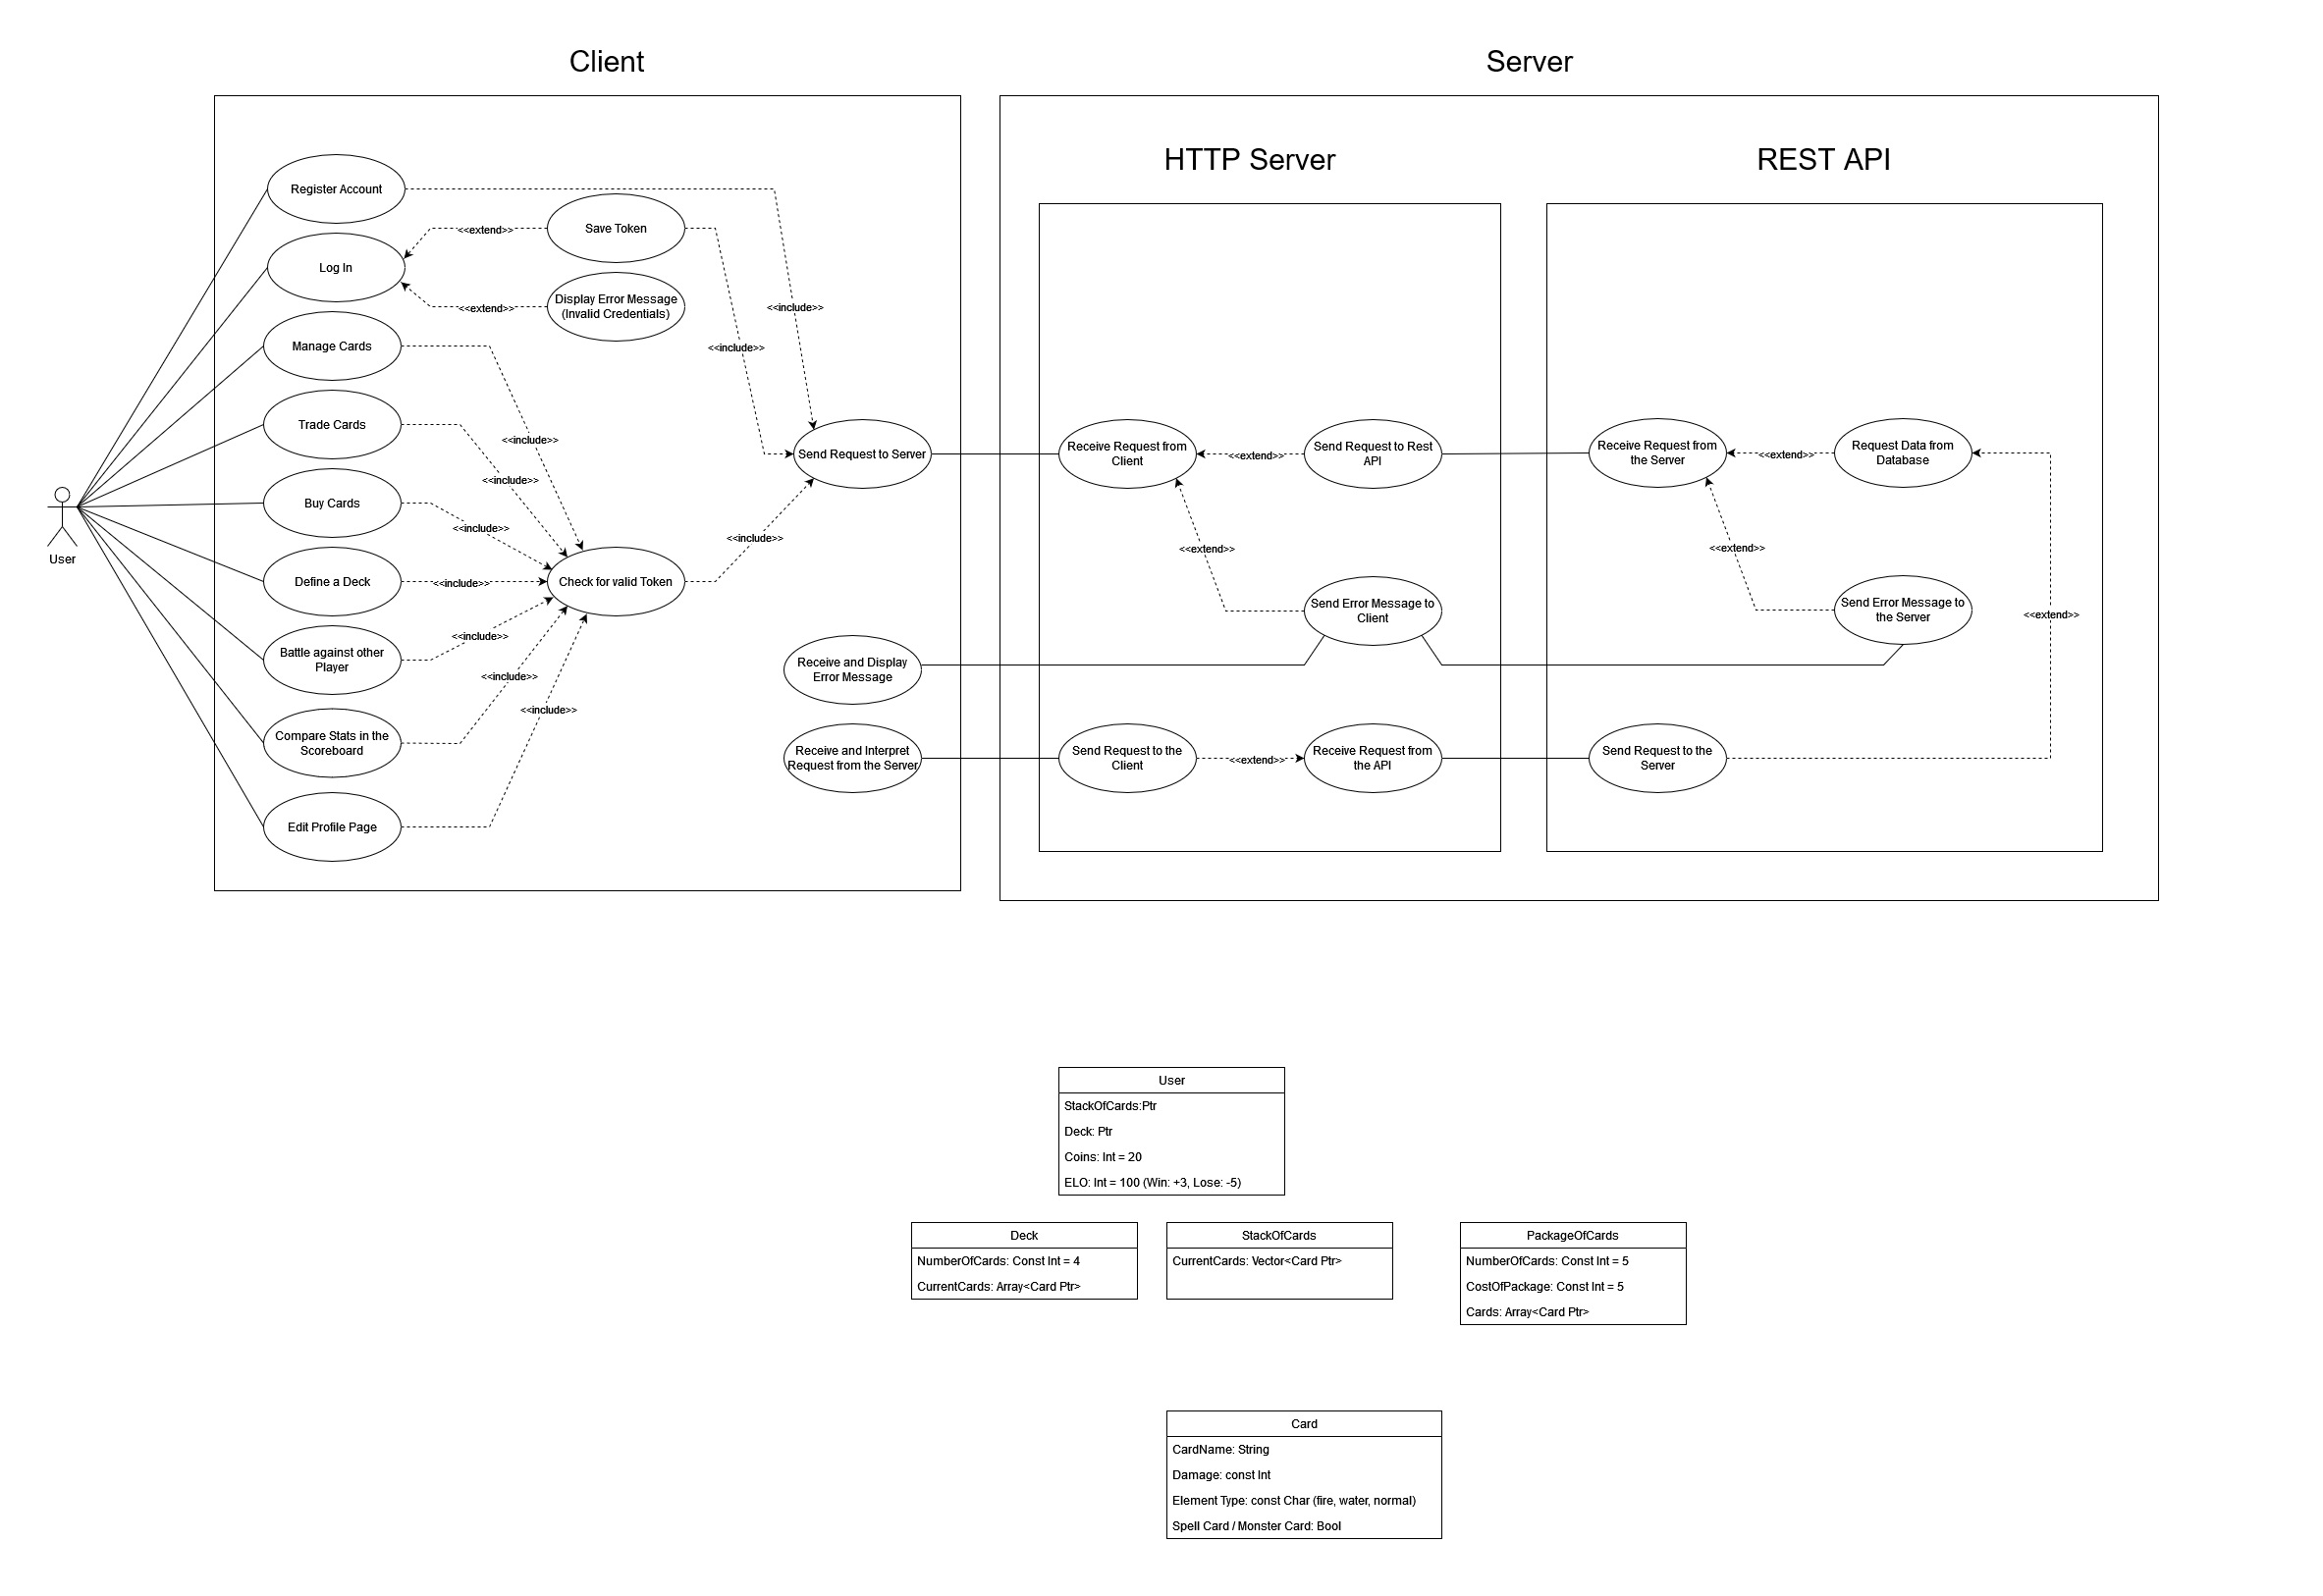 Client
Server
HTTP Server
REST API
Register Account
Save Token
<<extend>>
Log In
Display Error Message
(Invalid Credentials)
<<extend>>
<<include>>
<<include>>
Manage Cards
Trade Cards
<<include>>
<<include>>
Buy Cards
<<include>>
Define a Deck
<<include>>
Battle against other
Player
<<include>>
Compare Stats in the
Scoreboard
<<include>>
Edit Profile Page
<<include>>
User
Check for valid Token
<<include>>
Send Request to Server
Receive and Display
Error Message
Receive and Interpret
Request from the Server
Receive Request from
Client
<<extend>>
Send Request to Rest
API
<<extend>>
Send Error Message to
Client
Send Request to the
Client
<<extend>>
Receive Request from
the API
Receive Request from
the Server
<<extend>>
Request Data from
Database
<<extend>>
Send Error Message to
the Server
<<extend>>
Send Request to the
Server
User
StackOfCards:Ptr
Deck: Ptr
Coins: Int = 20
ELO: Int = 100 (Win: +3, Lose: -5)
Deck
NumberOfCards: Const Int = 4
CurrentCards: Array<Card Ptr>
StackOfCards
CurrentCards: Vector<Card Ptr>
PackageOfCards
NumberOfCards: Const Int = 5
CostOfPackage: Const Int = 5
Cards: Array<Card Ptr>
Card
CardName: String
Damage: const Int
Element Type: const Char (fire, water, normal)
Spell Card / Monster Card: Bool